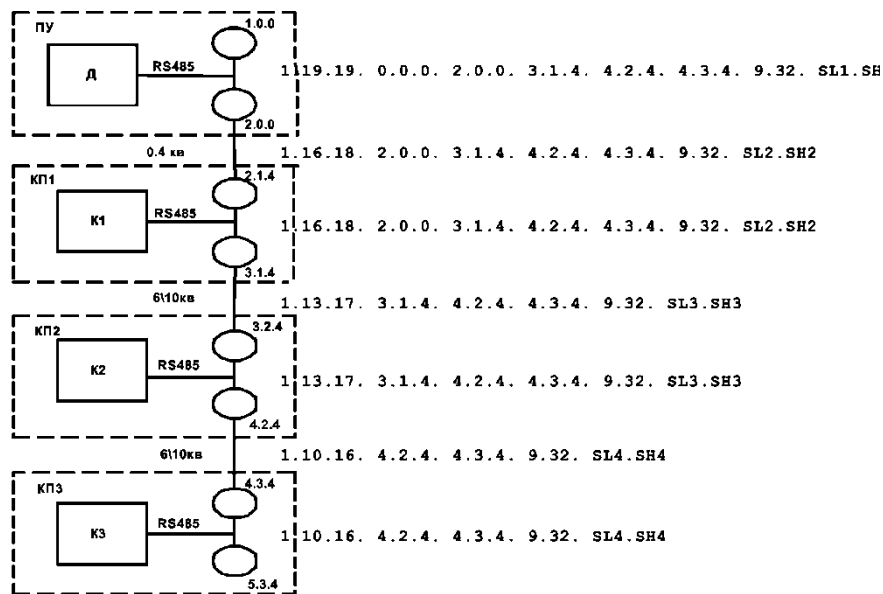 ПУ
1.0.0
Д
RS485
1.19.19. 0.0.0. 2.0.0. 3.1.4. 4.2.4. 4.3.4. 9.32. SL1.SH
2.0.0
0.4 кв
1.16.18. 2.0.0. 3.1.4. 4.2.4. 4.3.4. 9.32. SL2.SH2
КП1
2.1.4
К1
RS485
1.16.18. 2.0.0. 3.1.4. 4.2.4. 4.3.4. 9.32. SL2.SH2
3.1.4
6\10кв
1.13.17. 3.1.4. 4.2.4. 4.3.4. 9.32. SL3.SH3
КП2
3.2.4
К2
RS485
1.13.17. 3.1.4. 4.2.4. 4.3.4. 9.32. SL3.SH3
4.2.4
6\10кв
1.10.16. 4.2.4. 4.3.4. 9.32. SL4.SH4
КП3
4.3.4
К3
RS485
1.10.16. 4.2.4. 4.3.4. 9.32. SL4.SH4
5.3.4